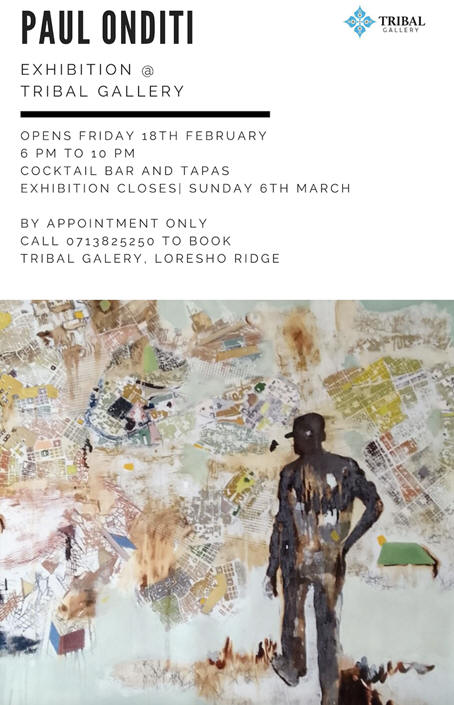 PAUL ONDITI
TRIBAL
GALLERY
EXHIBITION @
TRIBAL GALLERY
OPENS FRIDAY 18TH FEBRUARY
6 PM TO 10 PM
COCKTAIL BAR AND TAPAS
EXHIBITION CLOSES| SUNDAY 6TH MARCH
BY APPOINTMENT ONLY
CALL 0713825250 TO BOOK
TRIBAL GALERY, LORESHO RIDGE